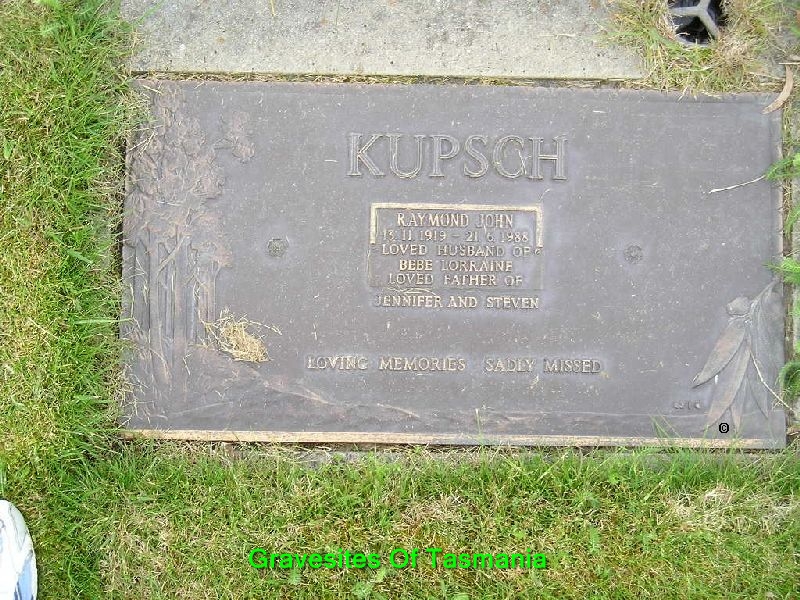 KUPSCH
RAYMOND JOHN
13 11 1919 - 21 6 1988
LOVED HUSBAND OF
BEBE LORRAINE
LOVED FATHER OF
JENNIFER AND STEVEN
LOVING MEMORIES SADLY MISSED
©
Gravesites Of Tasmania